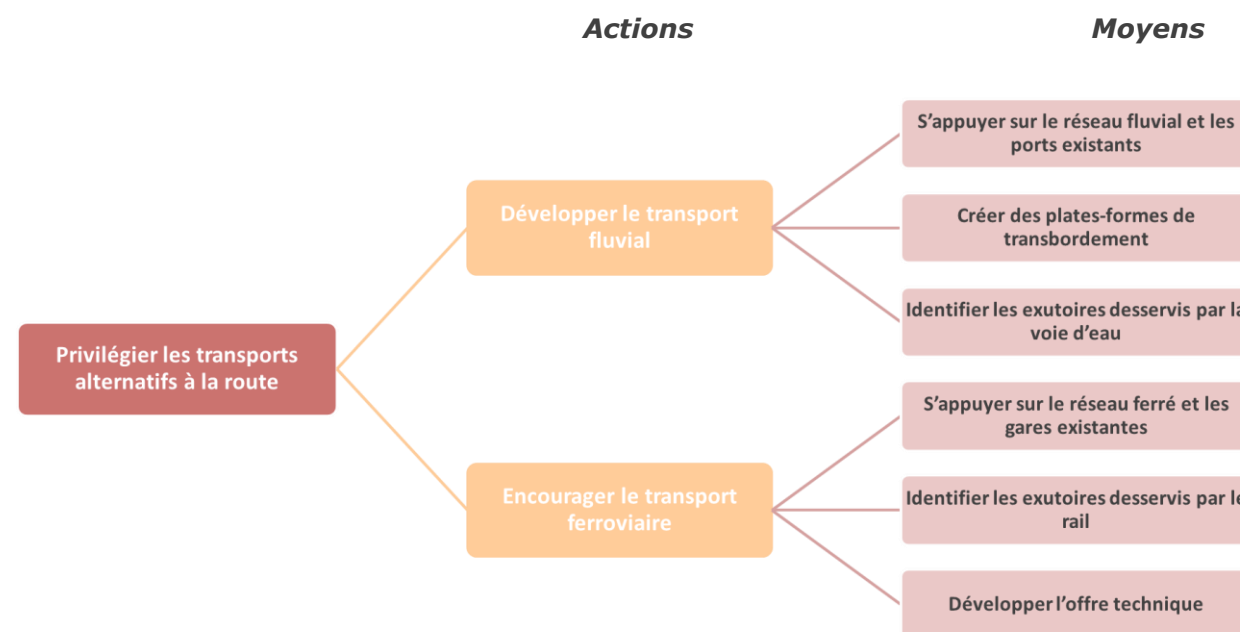 Actions
Moyens
S'appuyer sur le réseau fluvial et les
ports existants
Développer le transport
fluvial
Créer des plates-formes de
transbordement
Identifier les exutoires desservis par la
voie d'eau
Privilégier les transports
alternatifs à la route
S'appuyer sur le réseau ferré et les
gares existantes
Encourager le transport
ferroviaire
Identifier les exutoires desservis par le
rail
Développer l'offre technique